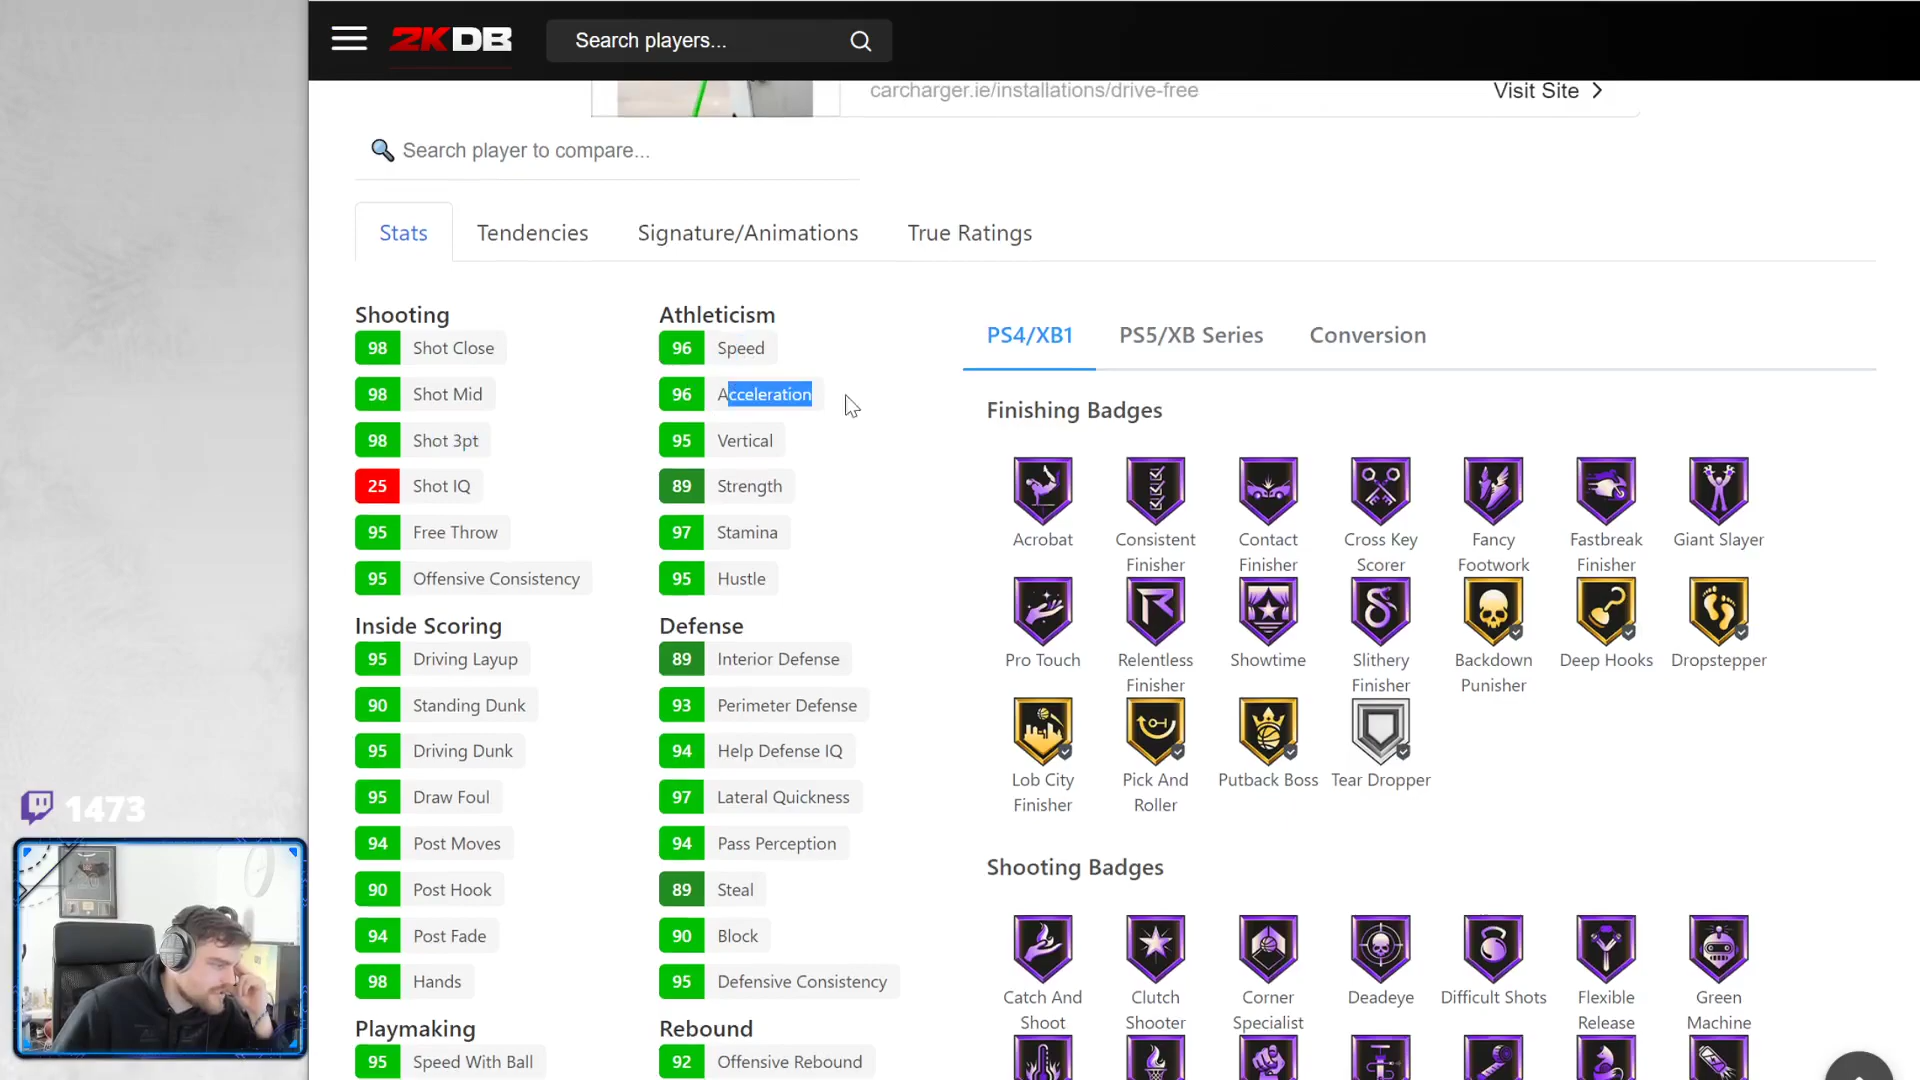 2KDB
Search players...
carcharger.ie/installations/drive-free
Visit Site
Search player to compare...
Stats
Tendencies
Signature/Animations
True Ratings
Shooting
98 Shot Close
98 Shot Mid
98 Shot 3pt
25 Shot IQ
95 Free Throw
95 Offensive Consistency
Inside Scoring
95 Driving Layup
90 Standing Dunk
95 Driving Dunk
95 Draw Foul
94 Post Moves
90 Post Hook
94 Post Fade
98 Hands
Playmaking
95 Speed With Ball
Athleticism
96 Speed
96 Acceleration
95 Vertical
89 Strength
97 Stamina
95 Hustle
Defense
89 Interior Defense
93 Perimeter Defense
94 Help Defense IQ
97 Lateral Quickness
94 Pass Perception
89 Steal
90 Block
95 Defensive Consistency
Rebound
92 Offensive Rebound
PS4/XB1
PS5/XB Series
Conversion
Finishing Badges
Acrobat
Consistent
Finisher
Contact
Finisher
Cross Key
Scorer
Fancy
Footwork
Fastbreak
Finisher
Giant Slayer
Pro Touch
Relentless
Finisher
Showtime
Slithery
Finisher
Backdown
Punisher
Deep Hooks
Dropstepper
Lob City
Finisher
Pick And
Roller
Putback Boss
Tear Dropper
Shooting Badges
Catch And
Shoot
Clutch
Shooter
Corner
Specialist
Deadeye
Difficult Shots
Flexible
Release
Green
Machine
1473